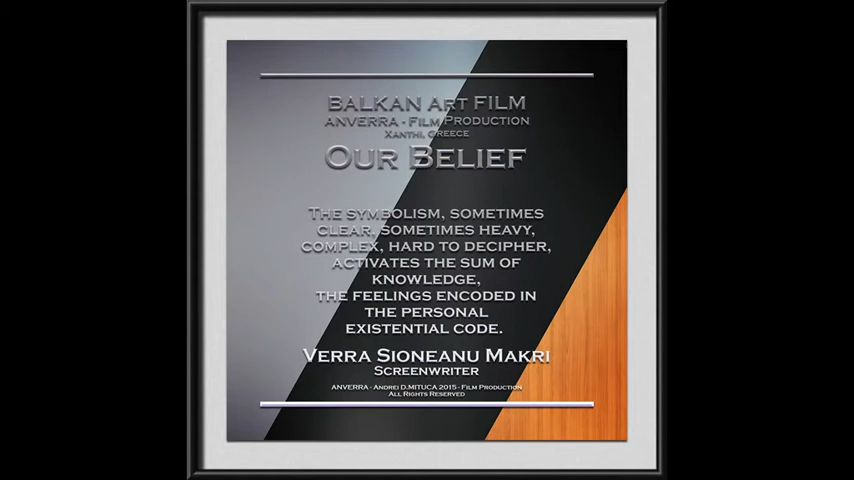 BALKAN ART FILM
ANVERRA - FILM PRODUCTION
XANTHI, GREECE
OUR BELIEF
THE SYMBOLISM, SOMETIMES
CLEAR, SOMETIMES HEAVY,
COMPLEX, HARD TO DECIPHER,
ACTIVATES THE SUM OF
KNOWLEDGE,
THE FEELINGS ENCODED IN
THE PERSONAL
EXISTENTIAL CODE.
VERRA SIONEANU MAKRI
SCREENWRITER
ANVERRA - ANDREI D.MITUCA 2015 - FILM PRODUCTION
ALL RIGHTS RESERVED